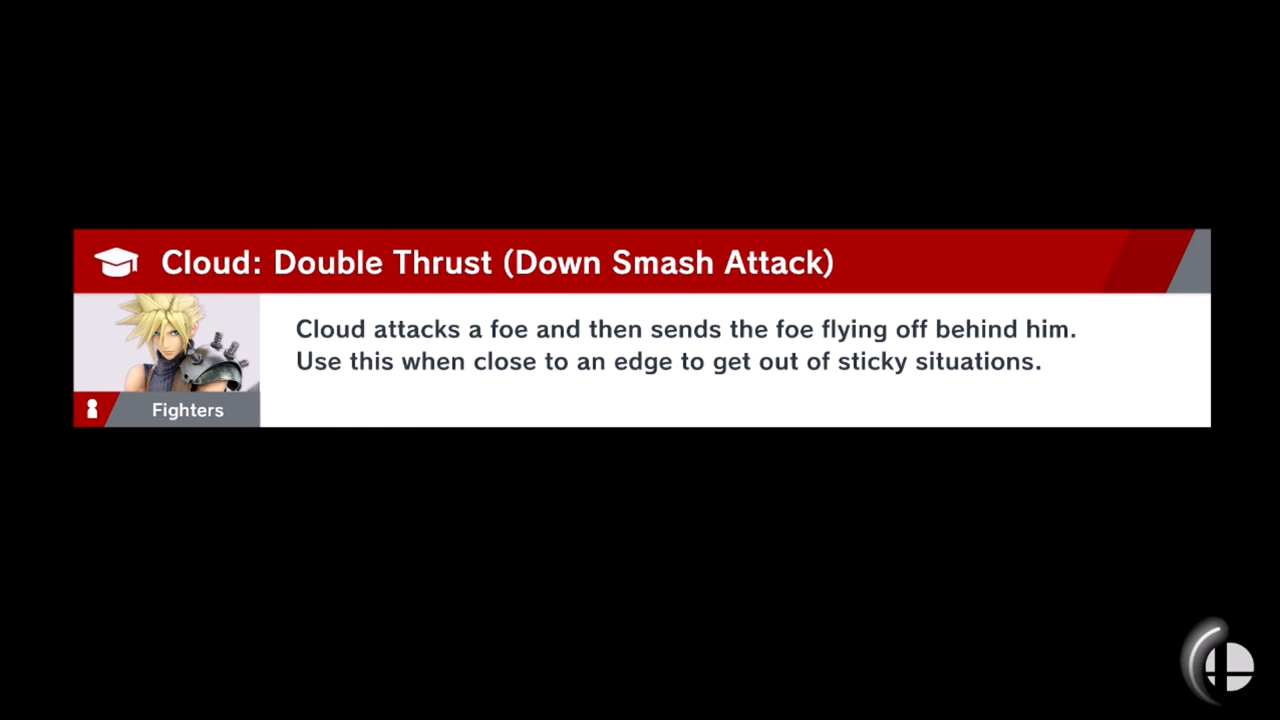 Cloud: Double Thrust (Down Smash Attack)
Cloud attacks a foe and then sends the foe flying off behind him.
Use this when close to an edge to get out of sticky situations.
Fighters